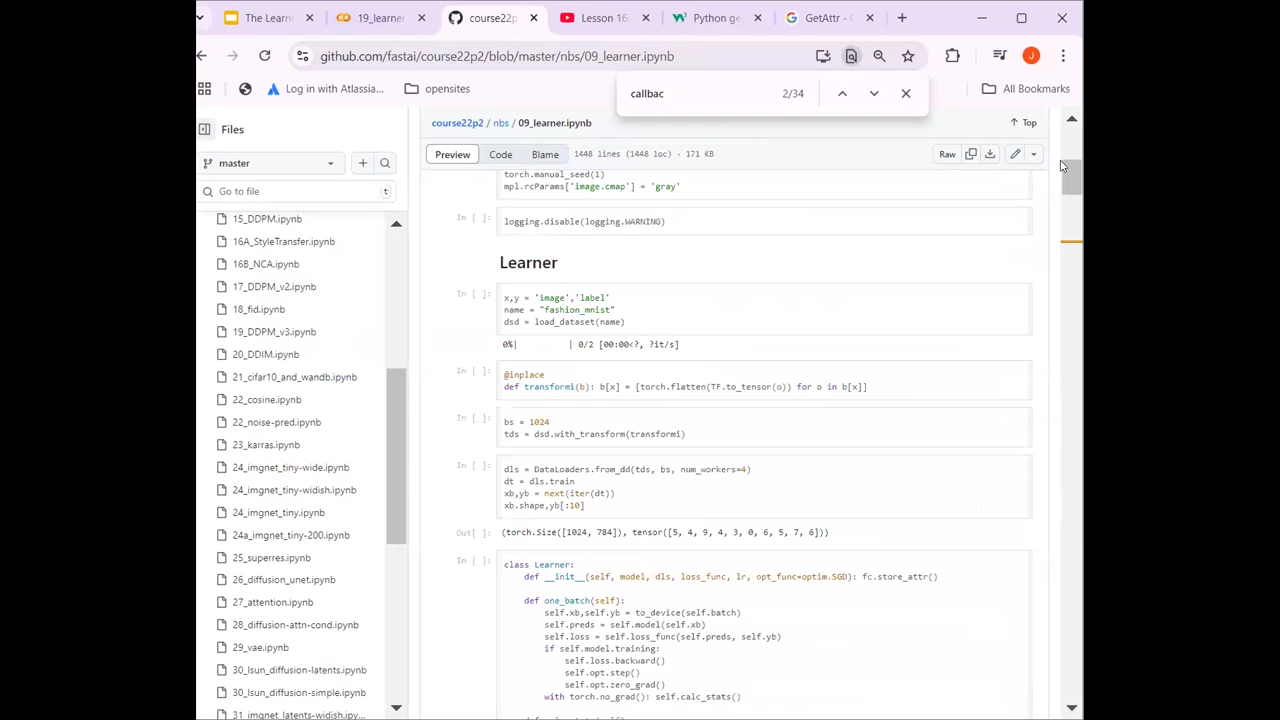 The Learn
19_learner
course22p
Lesson 16
Python ge
GetAttr - G
github.com/fastai/course22p2/blob/master/nbs/09_learner.ipynb
J
Log in with Atlassia...
opensites
All Bookmarks
callbac
2/34
Files
course22p2 / nbs / 09_learner.ipynb
Top
master
Preview
Code
Blame
1448 lines (1448 loc) · 171 KB
Raw
Go to file
t
15_DDPM.ipynb
16A_StyleTransfer.ipynb
16B_NCA.ipynb
17_DDPM_v2.ipynb
18_fid.ipynb
19_DDPM_v3.ipynb
20_DDIM.ipynb
21_cifar10_and_wandb.ipynb
22_cosine.ipynb
22_noise-pred.ipynb
23_karras.ipynb
24_imgnet_tiny-wide.ipynb
24_imgnet_tiny-widish.ipynb
24_imgnet_tiny.ipynb
24a_imgnet_tiny-200.ipynb
25_superres.ipynb
26_diffusion_unet.ipynb
27_attention.ipynb
28_diffusion-attn-cond.ipynb
29_vae.ipynb
30_lsun_diffusion-latents.ipynb
30_lsun_diffusion-simple.ipynb
31_imgnet_latents-widish.ipy...
torch.manual_seed(1)
mpl.rcParams['image.cmap'] = 'gray'
In [ ]:
logging.disable(logging.WARNING)
Learner
In [ ]:
x,y = 'image','label'
name = "fashion_mnist"
dsd = load_dataset(name)
0%| | 0/2 [00:00<?, ?it/s]
In [ ]:
@inplace
def transformi(b): b[x] = [torch.flatten(TF.to_tensor(o)) for o in b[x]]
In [ ]:
bs = 1024
tds = dsd.with_transform(transformi)
In [ ]:
dls = DataLoaders.from_dd(tds, bs, num_workers=4)
dt = dls.train
xb,yb = next(iter(dt))
xb.shape,yb[:10]
Out[ ]:
(torch.Size([1024, 784]), tensor([5, 4, 9, 4, 3, 0, 6, 5, 7, 6]))
In [ ]:
class Learner:
def __init__(self, model, dls, loss_func, lr, opt_func=optim.SGD): fc.store_attr()
def one_batch(self):
self.xb,self.yb = to_device(self.batch)
self.preds = self.model(self.xb)
self.loss = self.loss_func(self.preds, self.yb)
if self.model.training:
self.loss.backward()
self.opt.step()
self.opt.zero_grad()
with torch.no_grad(): self.calc_stats()